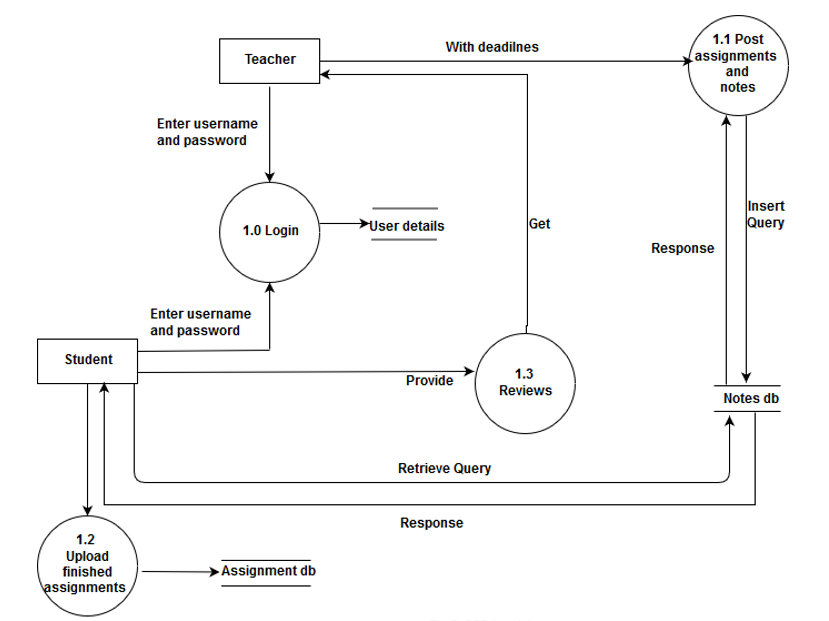 With deadilnes
1.1 Post
assignments
and
notes
Teacher
Enter username
and password
Insert
Query
User details
1.0 Login
Get
Response
Enter username
and password
Student
1.3
Reviews
Provide
Notes db
Retrieve Query
Response
1.2
Upload
finished
assignments
Assignment db